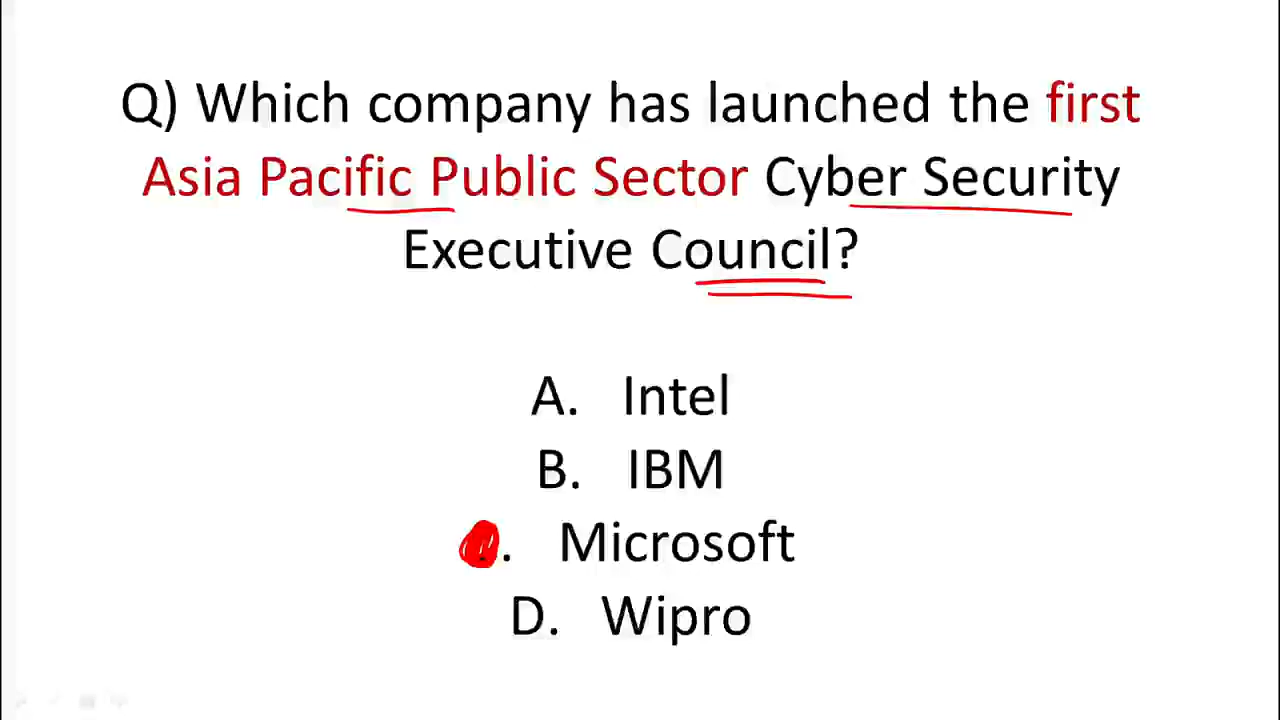 Q) Which company has launched the first
Asia Pacific Public Sector Cyber Security
Executive Council?
A. Intel
B. IBM
. Microsoft
D. Wipro